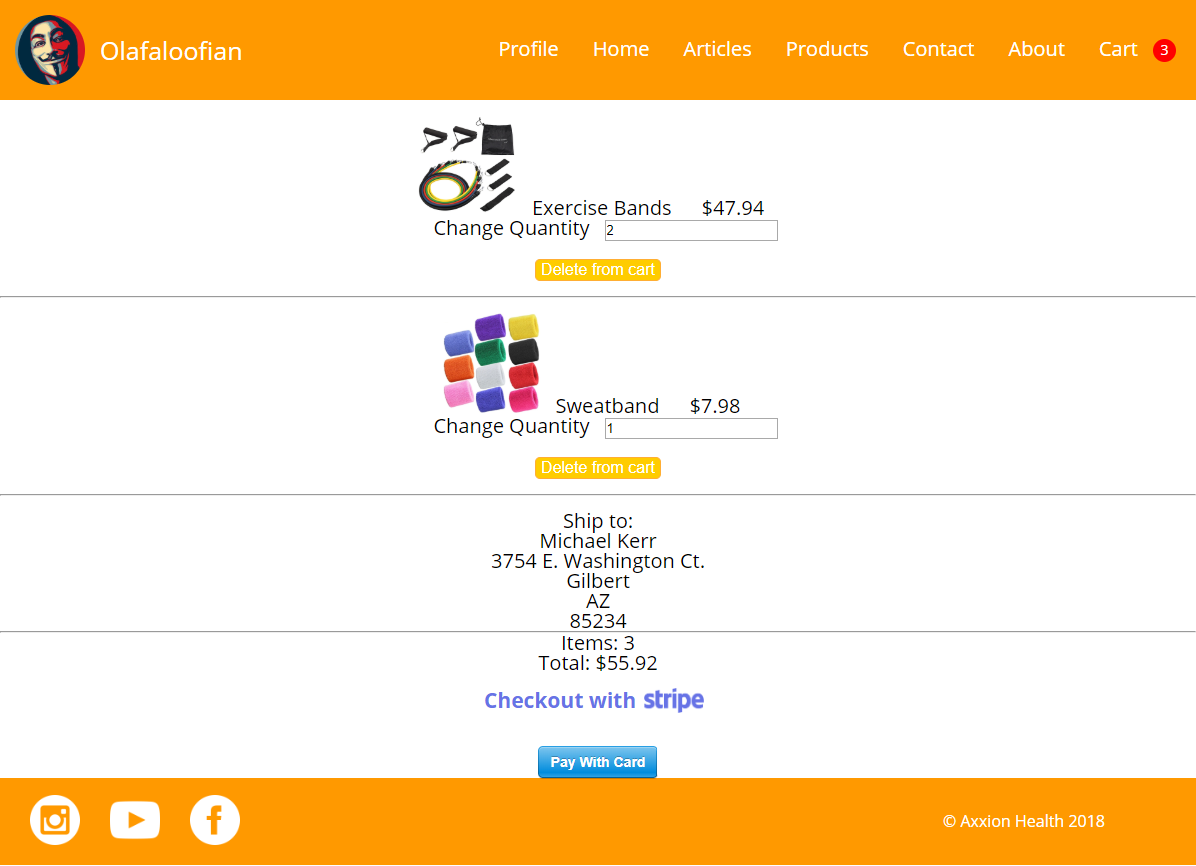 Olafaloofian
Profile Home Articles Products Contact About Cart 3
Exercise Bands $47.94
Change Quantity 2
Delete from cart
Sweatband $7.98
Change Quantity 1
Delete from cart
Ship to:
Michael Kerr
3754 E. Washington Ct.
Gilbert
AZ
85234
Items: 3
Total: $55.92
Checkout with stripe
Pay With Card
© Axxion Health 2018